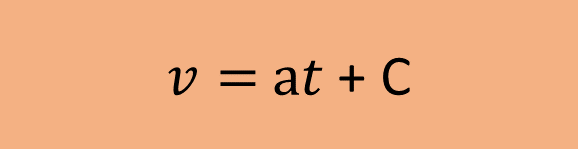 v = at + C